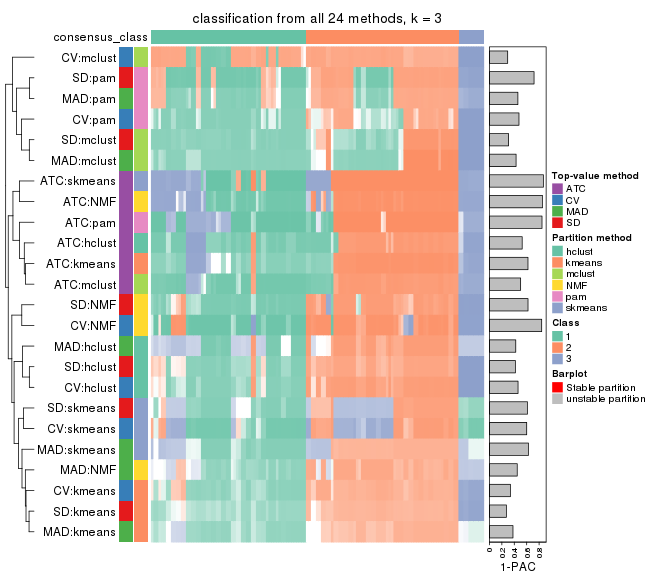 classification from all 24 methods, k = 3
consensus_class
CV:mclust
SD:pam
MAD:pam
CV:pam
SD:mclust
MAD:mclust
ATC:skmeans
ATC:NMF
ATC:pam
ATC:hclust
ATC:kmeans
ATC:mclust
SD:NMF
CV:NMF
MAD:hclust
SD:hclust
CV:hclust
SD:skmeans
CV:skmeans
MAD:skmeans
MAD:NMF
CV:kmeans
SD:kmeans
MAD:kmeans
0 0.2 0.4 0.6 0.8
1-PAC
Top-value method
ATC
CV
MAD
SD
Partition method
hclust
kmeans
mclust
NMF
pam
skmeans
Class
1
2
3
Barplot
Stable partition
unstable partition